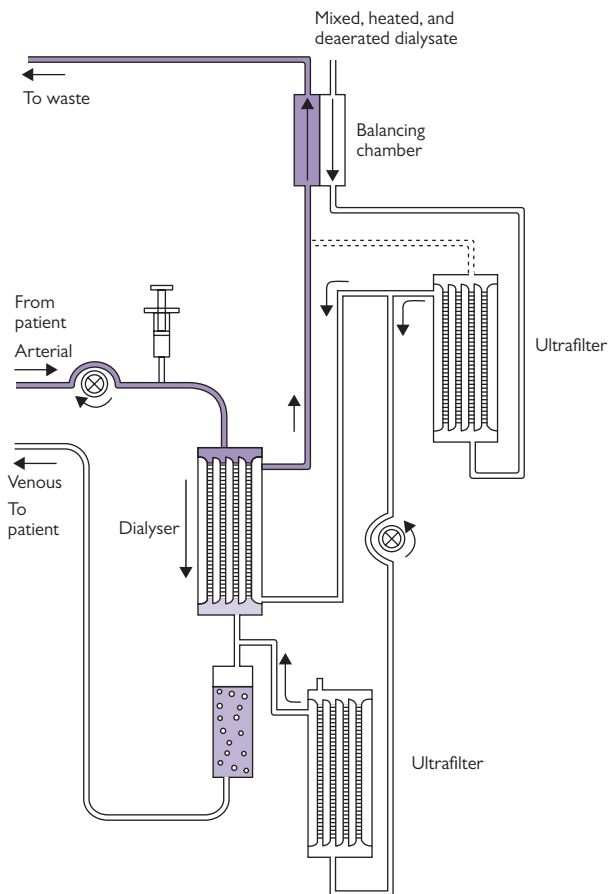 Mixed, heated, and
deaerated dialysate
To waste
Balancing
chamber
From
patient
Arterial
Ultrafilter
Venous
To
patient
Dialyser
Ultrafilter